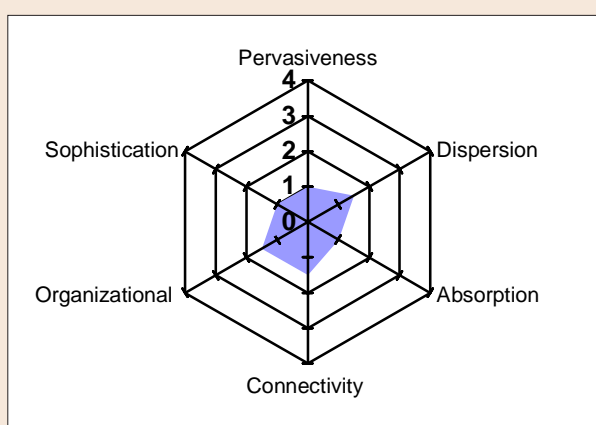 Pervasiveness
4
3
Sophistication
2
Dispersion
1
0
Organizational
Absorption
Connectivity